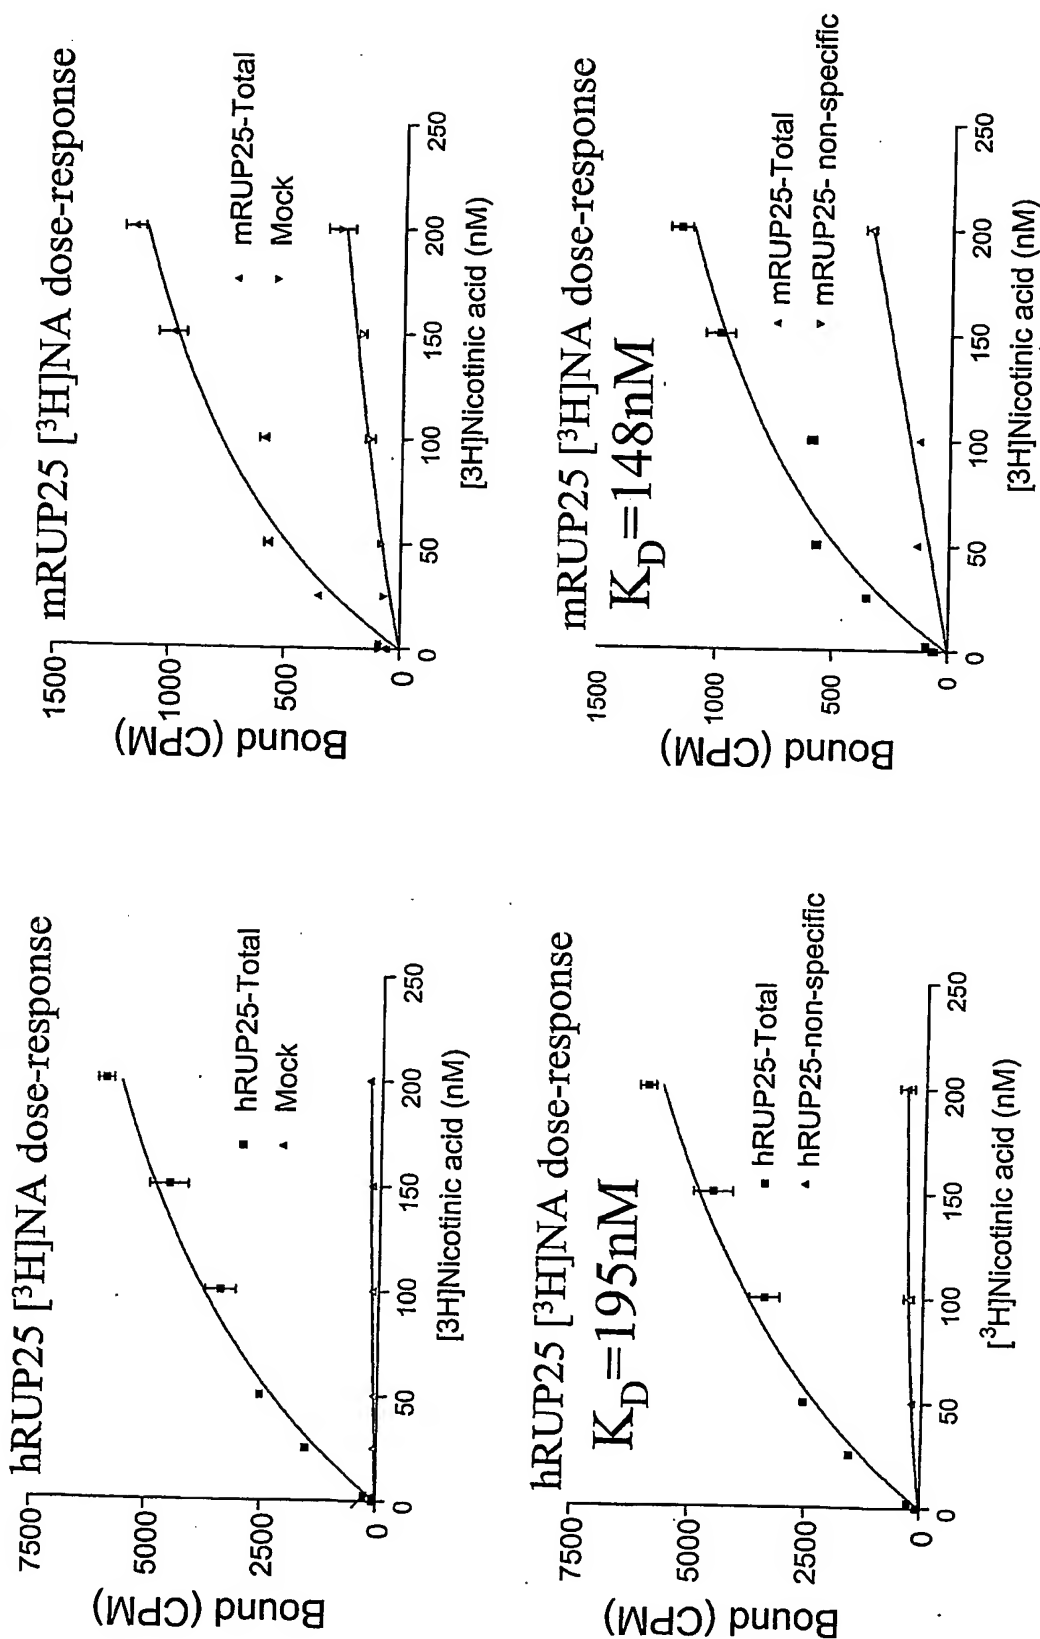 hRUP25 [³H]NA dose-response
7500
5000
2500
0
Bound (CPM)
hRUP25-Total
Mock
0 50 100 150 200 250
[3H]Nicotinic acid (nM)
mRUP25 [³H]NA dose-response
1500
1000
500
0
Bound (CPM)
mRUP25-Total
Mock
0 50 100 150 200 250
[3H]Nicotinic acid (nM)
hRUP25 [³H]NA dose-response
K_D=195nM
7500
5000
2500
0
Bound (CPM)
hRUP25-Total
hRUP25-non-specific
0 50 100 150 200 250
[³H]Nicotinic acid (nM)
mRUP25 [³H]NA dose-response
K_D=148nM
1500
1000
500
0
Bound (CPM)
mRUP25-Total
mRUP25- non-specific
0 50 100 150 200 250
[3H]Nicotinic acid (nM)